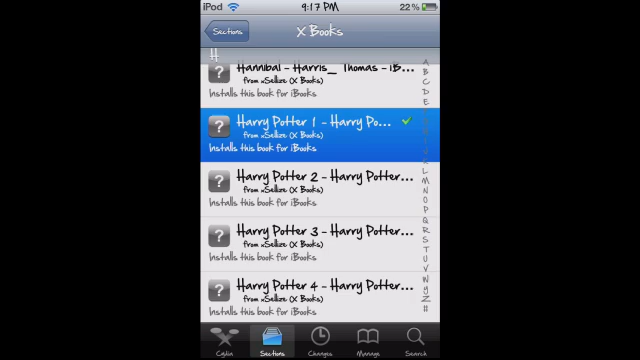 iPod 9:17 PM 22%
Sections X Books
H
Hannibal - Harris_ Thomas - iB...
from xSellize (X Books)
Installs this book for iBooks
Harry Potter 1 - Harry Po...
from xSellize (X Books)
Installs this book for iBooks
Harry Potter 2 - Harry Potter...
from xSellize (X Books)
Installs this book for iBooks
Harry Potter 3 - Harry Potter...
from xSellize (X Books)
Installs this book for iBooks
Harry Potter 4 - Harry Potter...
from xSellize (X Books)
Installs this book for iBooks
A
B
C
D
E
L
M
N
O
P
Q
R
S
T
U
V
W
Y
Z
#
Cydia Sections Changes Manage Search